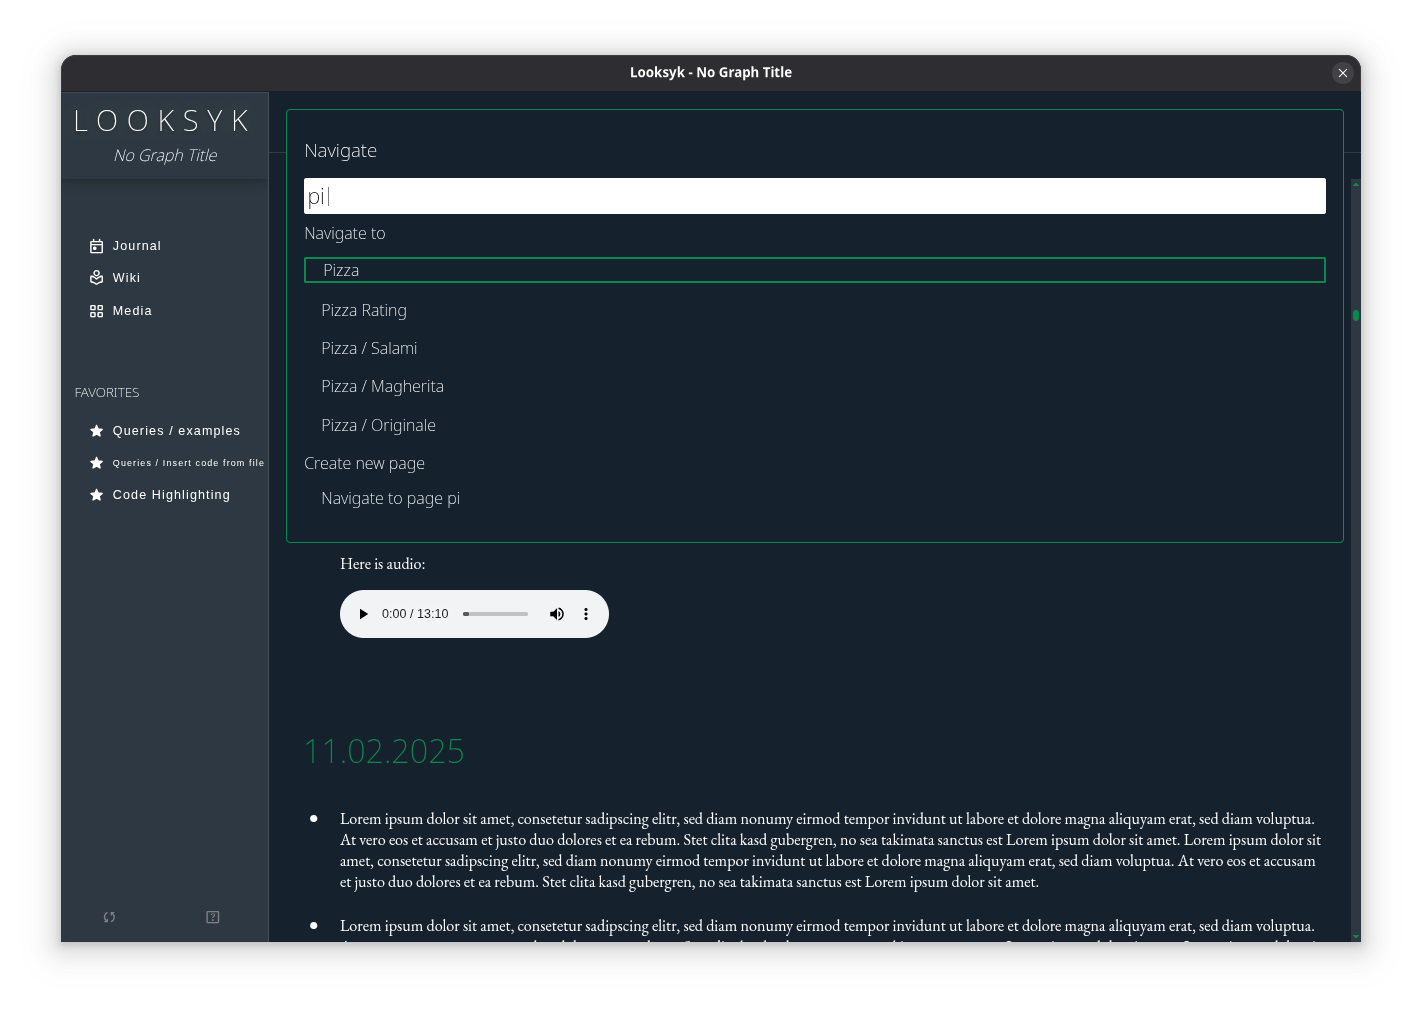 Looksyk - No Graph Title
LOOKSYK
No Graph Title
Journal
Wiki
Media
FAVORITES
Queries / examples
Queries / Insert code from file
Code Highlighting
Navigate
pi
Navigate to
Pizza
Pizza Rating
Pizza / Salami
Pizza / Magherita
Pizza / Originale
Create new page
Navigate to page pi
Here is audio:
0:00 / 13:10
11.02.2025
Lorem ipsum dolor sit amet, consetetur sadipscing elitr, sed diam nonumy eirmod tempor invidunt ut labore et dolore magna aliquyam erat, sed diam voluptua.
At vero eos et accusam et justo duo dolores et ea rebum. Stet clita kasd gubergren, no sea takimata sanctus est Lorem ipsum dolor sit amet. Lorem ipsum dolor sit
amet, consetetur sadipscing elitr, sed diam nonumy eirmod tempor invidunt ut labore et dolore magna aliquyam erat, sed diam voluptua. At vero eos et accusam
et justo duo dolores et ea rebum. Stet clita kasd gubergren, no sea takimata sanctus est Lorem ipsum dolor sit amet.
Lorem ipsum dolor sit amet, consetetur sadipscing elitr, sed diam nonumy eirmod tempor invidunt ut labore et dolore magna aliquyam erat, sed diam voluptua.